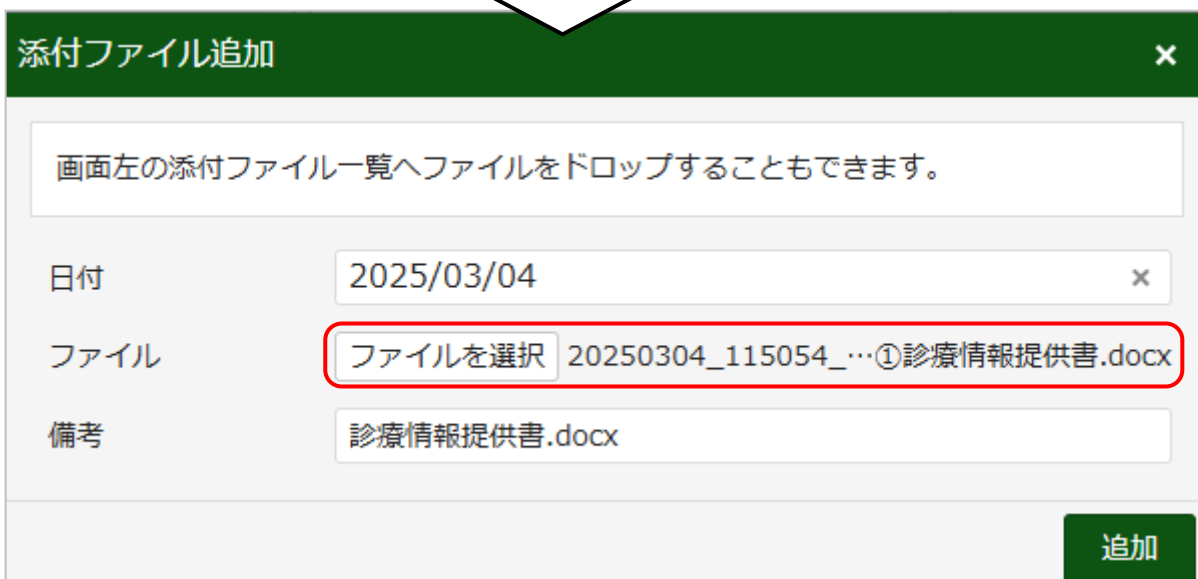 添付ファイル追加 ×
画面左の添付ファイル一覧へファイルをドロップすることもできます。
日付 2025/03/04 ×
ファイル ファイルを選択 20250304_115054_…①診療情報提供書.docx
備考 診療情報提供書.docx
追加